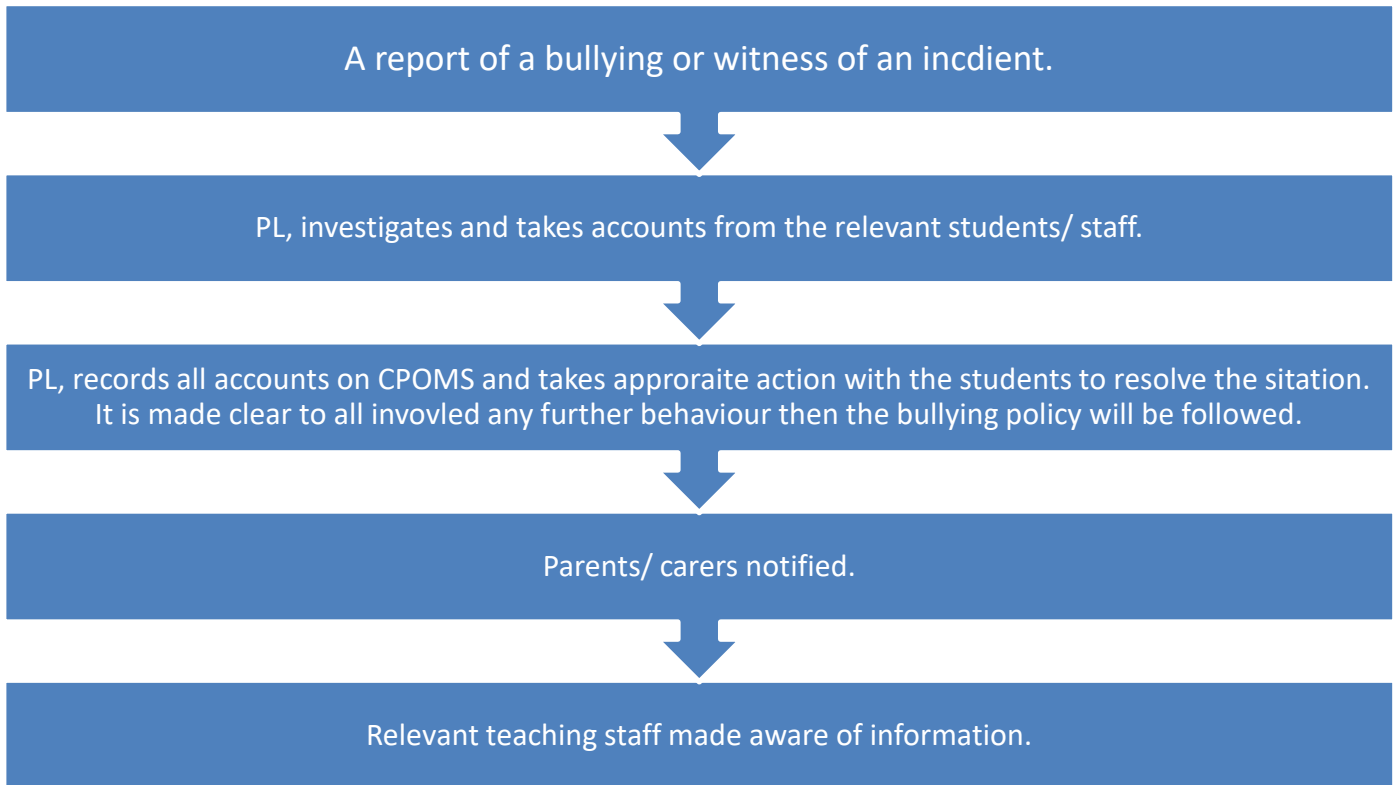 A report of a bullying or witness of an incdient.
PL, investigates and takes accounts from the relevant students/ staff.
PL, records all accounts on CPOMS and takes approraite action with the students to resolve the sitation.
It is made clear to all invovled any further behaviour then the bullying policy will be followed.
Parents/ carers notified.
Relevant teaching staff made aware of information.